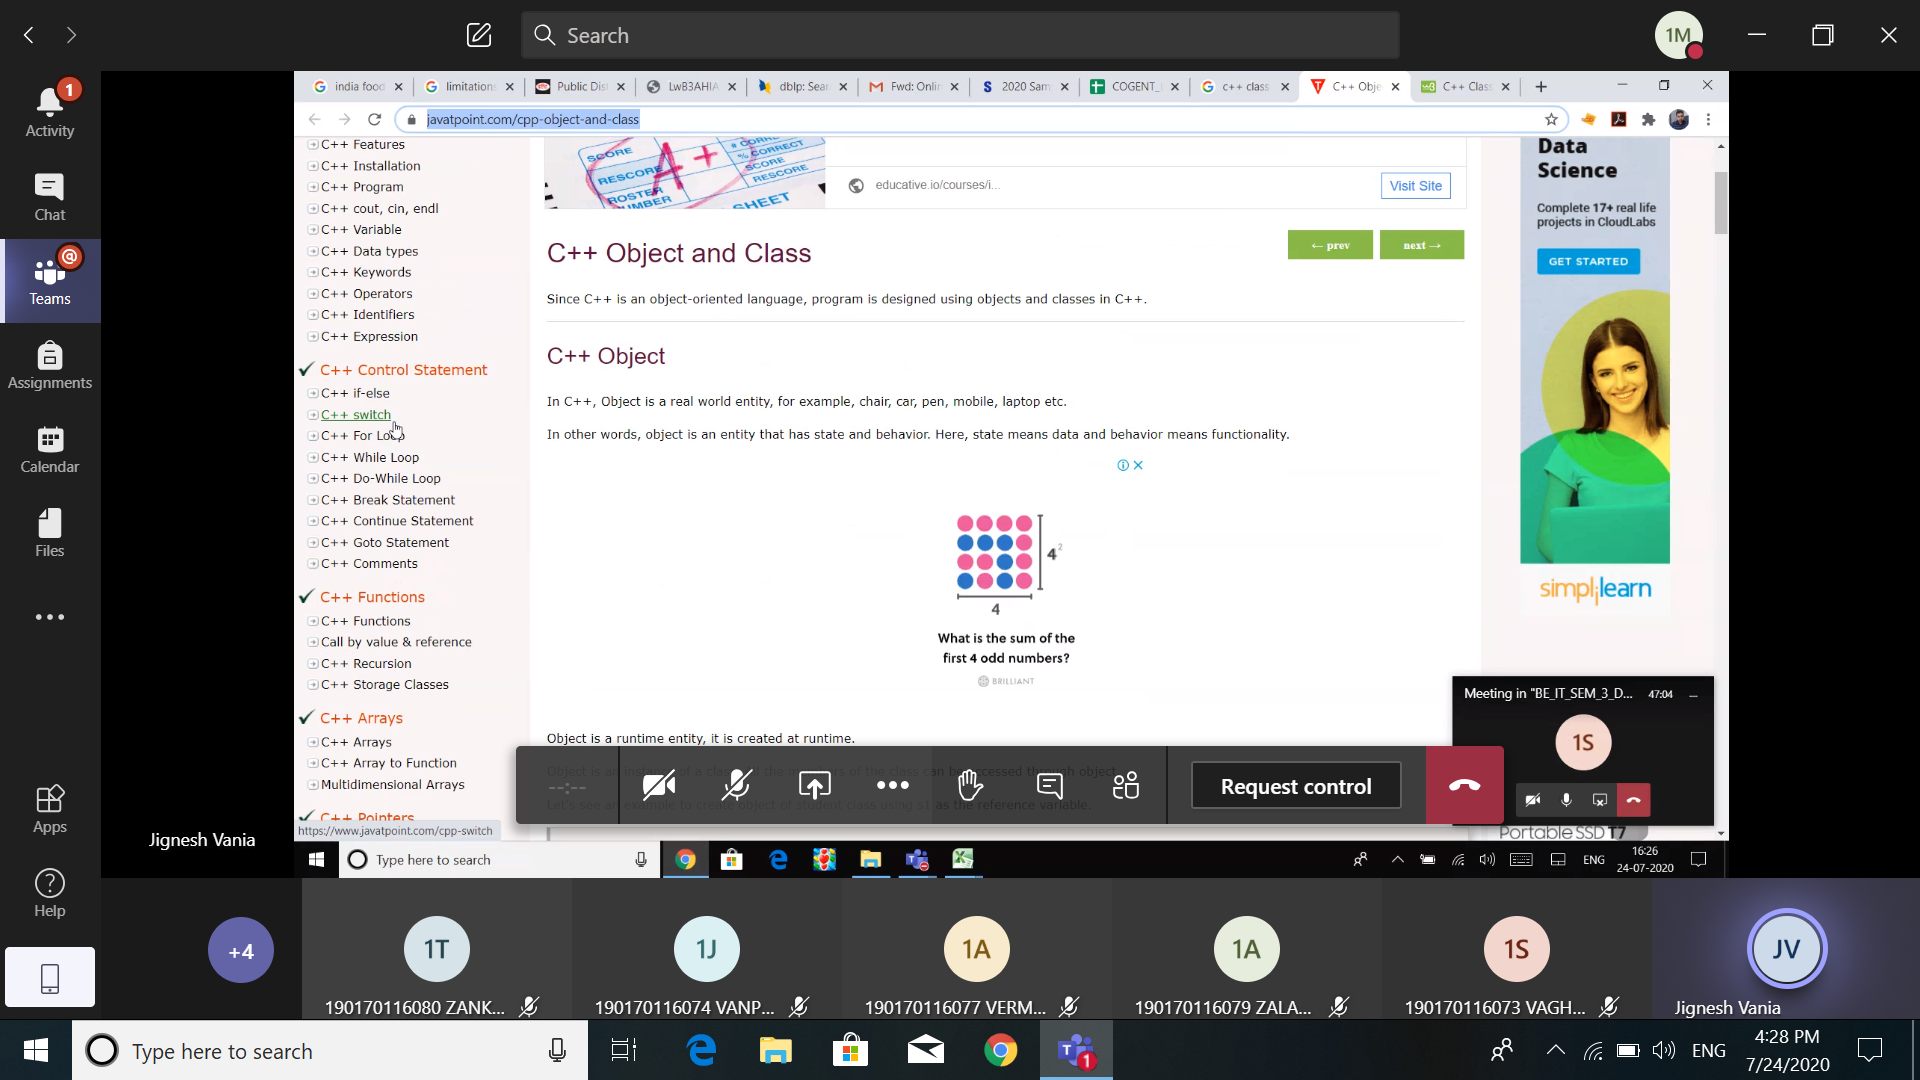 Search
1M
1
Activity
Chat
@
Teams
Assignments
Calendar
Files
Apps
Help
india food
limitations
Public Dis
LwB3AHIA
dblp: Sear
Fwd: Onlin
2020 Sam
COGENT_
c++ class
C++ Obje
C++ Class
javatpoint.com/cpp-object-and-class
C++ Features
C++ Installation
C++ Program
C++ cout, cin, endl
C++ Variable
C++ Data types
C++ Keywords
C++ Operators
C++ Identifiers
C++ Expression
C++ Control Statement
C++ if-else
C++ switch
C++ For Loop
C++ While Loop
C++ Do-While Loop
C++ Break Statement
C++ Continue Statement
C++ Goto Statement
C++ Comments
C++ Functions
C++ Functions
Call by value & reference
C++ Recursion
C++ Storage Classes
C++ Arrays
C++ Arrays
C++ Array to Function
Multidimensional Arrays
C++ Pointers
https://www.javatpoint.com/cpp-switch
SCORE
RESCORE
ROSTER
NUMBER
A+
# CORRECT
% CORRECT
SCORE
RESCORE
SHEET
educative.io/courses/i...
Visit Site
C++ Object and Class
← prev
next →
Since C++ is an object-oriented language, program is designed using objects and classes in C++.
C++ Object
In C++, Object is a real world entity, for example, chair, car, pen, mobile, laptop etc.
In other words, object is an entity that has state and behavior. Here, state means data and behavior means functionality.
4²
4
What is the sum of the
first 4 odd numbers?
BRILLIANT
Object is a runtime entity, it is created at runtime.
Object is an instance of a class. All the members of the class can be accessed through object.
Let's see an example to create object of student class using s1 as the reference variable.
Data
Science
Complete 17+ real life
projects in CloudLabs
GET STARTED
simplilearn
Meeting in "BE_IT_SEM_3_D...
47:04
1S
Portable SSD T7
--:--
Request control
Jignesh Vania
Type here to search
ENG
16:26
24-07-2020
+4
1T
190170116080 ZANK...
1J
190170116074 VANP...
1A
190170116077 VERM...
1A
190170116079 ZALA...
1S
190170116073 VAGH...
JV
Jignesh Vania
Type here to search
1
ENG
4:28 PM
7/24/2020